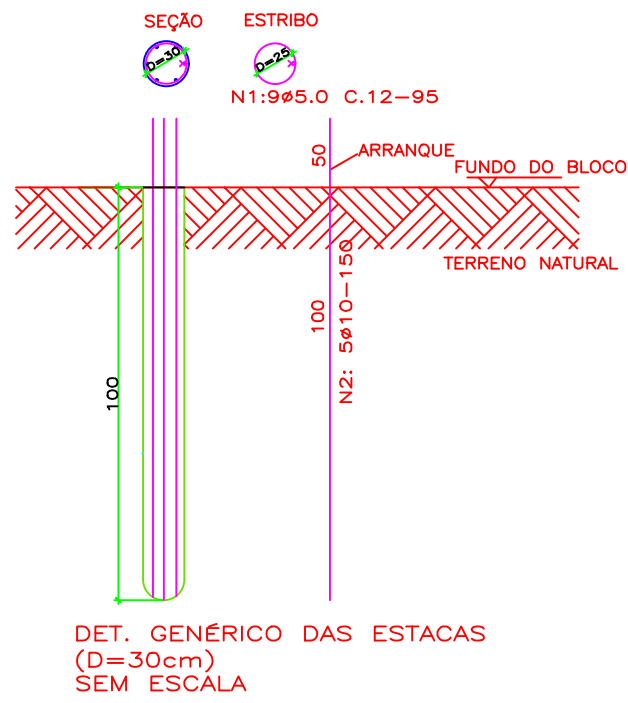 SEÇÃO
ESTRIBO
D=30
D=25
N1:9ø5.0 C.12-95
50
ARRANQUE
FUNDO DO BLOCO
TERRENO NATURAL
100
100
N2: 5ø10-150
DET. GENÉRICO DAS ESTACAS
(D=30cm)
SEM ESCALA